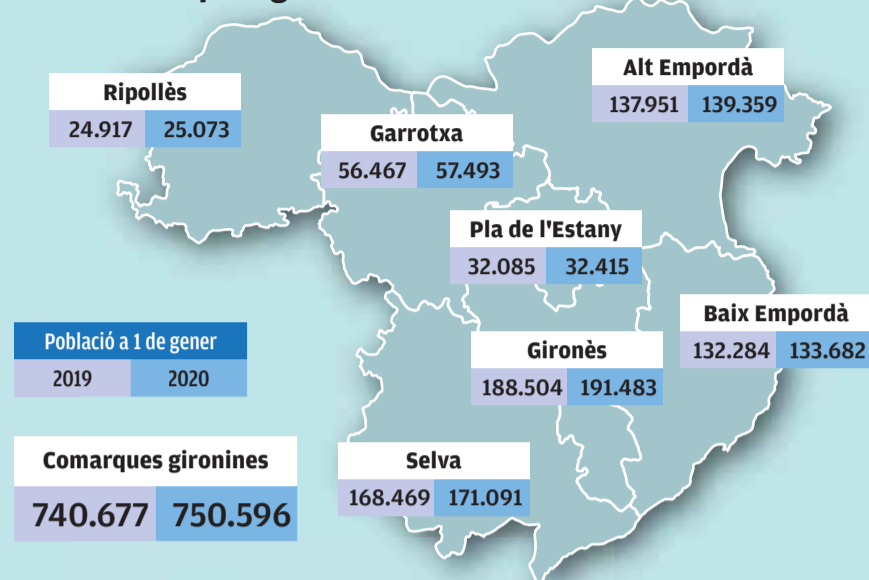 Ripollès
24.917 25.073
Alt Empordà
137.951 139.359
Garrotxa
56.467 57.493
Pla de l'Estany
32.085 32.415
Baix Empordà
132.284 133.682
Població a 1 de gener
2019 2020
Gironès
188.504 191.483
Comarques gironines
740.677 750.596
Selva
168.469 171.091